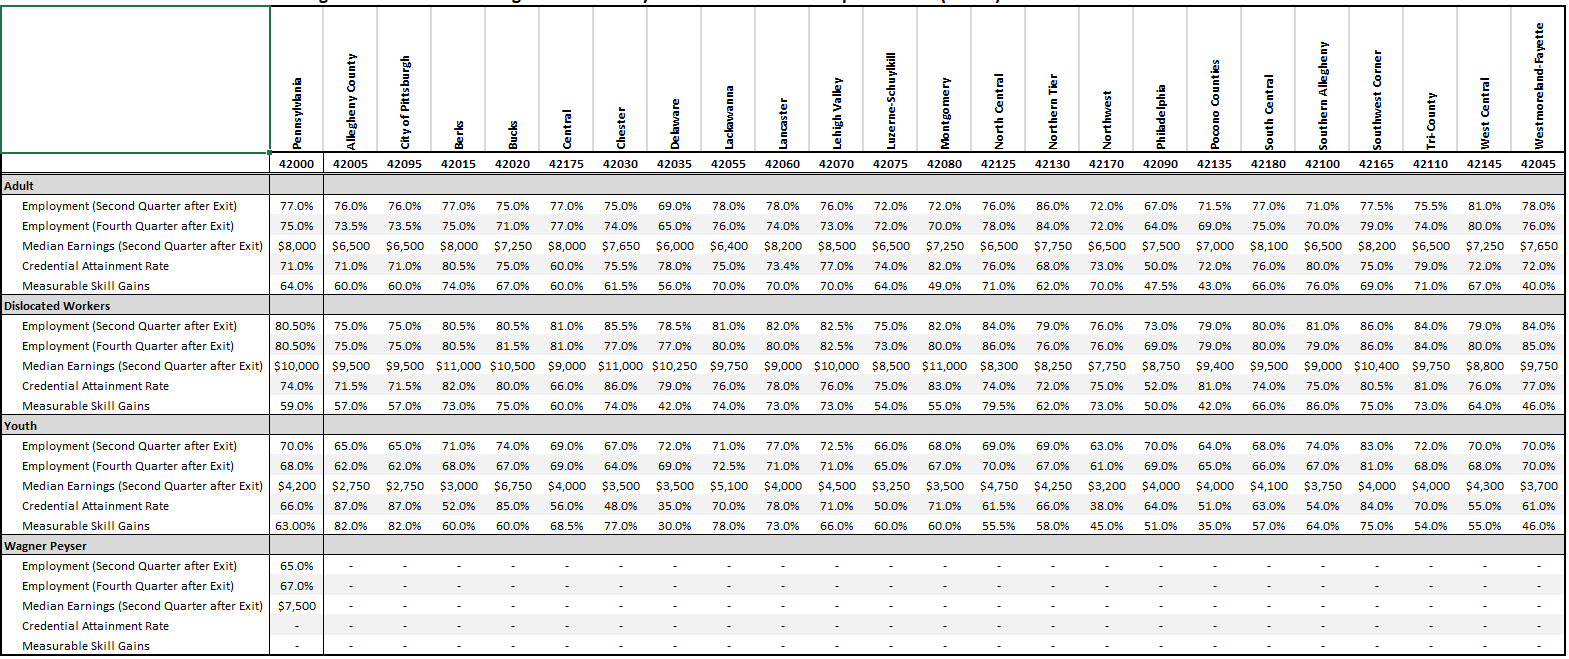 Pennsylvania Allegheny County City of Pittsburgh Berks Bucks Central Chester Delaware Lackawanna Lancaster Lehigh Valley Luzerne-Schuylkill Montgomery North Central Northern Tier Northwest Philadelphia Pocono Counties South Central Southern Allegheny Southwest Corner Tri-County West Central Westmoreland-Fayette
42000 42005 42095 42015 42020 42175 42030 42035 42055 42060 42070 42075 42080 42125 42130 42170 42090 42135 42180 42100 42165 42110 42145 42045
Adult
Employment (Second Quarter after Exit) 77.0% 76.0% 76.0% 77.0% 75.0% 77.0% 75.0% 69.0% 78.0% 78.0% 76.0% 72.0% 72.0% 76.0% 86.0% 72.0% 67.0% 71.5% 77.0% 71.0% 77.5% 75.5% 81.0% 78.0%
Employment (Fourth Quarter after Exit) 75.0% 73.5% 73.5% 75.0% 71.0% 77.0% 74.0% 65.0% 76.0% 74.0% 73.0% 72.0% 70.0% 78.0% 84.0% 72.0% 64.0% 69.0% 75.0% 70.0% 79.0% 74.0% 80.0% 76.0%
Median Earnings (Second Quarter after Exit) $8,000 $6,500 $6,500 $8,000 $7,250 $8,000 $7,650 $6,000 $6,400 $8,200 $8,500 $6,500 $7,250 $6,500 $7,750 $6,500 $7,500 $7,000 $8,100 $6,500 $8,200 $6,500 $7,250 $7,650
Credential Attainment Rate 71.0% 71.0% 71.0% 80.5% 75.0% 60.0% 75.5% 78.0% 75.0% 73.4% 77.0% 74.0% 82.0% 76.0% 68.0% 73.0% 50.0% 72.0% 76.0% 80.0% 75.0% 79.0% 72.0% 72.0%
Measurable Skill Gains 64.0% 60.0% 60.0% 74.0% 67.0% 60.0% 61.5% 56.0% 70.0% 70.0% 70.0% 64.0% 49.0% 71.0% 62.0% 70.0% 47.5% 43.0% 66.0% 76.0% 69.0% 71.0% 67.0% 40.0%
Dislocated Workers
Employment (Second Quarter after Exit) 80.50% 75.0% 75.0% 80.5% 80.5% 81.0% 85.5% 78.5% 81.0% 82.0% 82.5% 75.0% 82.0% 84.0% 79.0% 76.0% 73.0% 79.0% 80.0% 81.0% 86.0% 84.0% 79.0% 84.0%
Employment (Fourth Quarter after Exit) 80.50% 75.0% 75.0% 80.5% 81.5% 81.0% 77.0% 77.0% 80.0% 80.0% 82.5% 73.0% 80.0% 86.0% 76.0% 76.0% 69.0% 79.0% 80.0% 79.0% 86.0% 84.0% 80.0% 85.0%
Median Earnings (Second Quarter after Exit) $10,000 $9,500 $9,500 $11,000 $10,500 $9,000 $11,000 $10,250 $9,750 $9,000 $10,000 $8,500 $11,000 $8,300 $8,250 $7,750 $8,750 $9,400 $9,500 $9,000 $10,400 $9,750 $8,800 $9,750
Credential Attainment Rate 74.0% 71.5% 71.5% 82.0% 80.0% 66.0% 86.0% 79.0% 76.0% 78.0% 76.0% 75.0% 83.0% 74.0% 72.0% 75.0% 52.0% 81.0% 74.0% 75.0% 80.5% 81.0% 76.0% 77.0%
Measurable Skill Gains 59.0% 57.0% 57.0% 73.0% 75.0% 60.0% 74.0% 42.0% 74.0% 73.0% 73.0% 54.0% 55.0% 79.5% 62.0% 73.0% 50.0% 42.0% 66.0% 86.0% 75.0% 73.0% 64.0% 46.0%
Youth
Employment (Second Quarter after Exit) 70.0% 65.0% 65.0% 71.0% 74.0% 69.0% 67.0% 72.0% 71.0% 77.0% 72.5% 66.0% 68.0% 69.0% 69.0% 63.0% 70.0% 64.0% 68.0% 74.0% 83.0% 72.0% 70.0% 70.0%
Employment (Fourth Quarter after Exit) 68.0% 62.0% 62.0% 68.0% 67.0% 69.0% 64.0% 69.0% 72.5% 71.0% 71.0% 65.0% 67.0% 70.0% 67.0% 61.0% 69.0% 65.0% 66.0% 67.0% 81.0% 68.0% 68.0% 70.0%
Median Earnings (Second Quarter after Exit) $4,200 $2,750 $2,750 $3,000 $6,750 $4,000 $3,500 $3,500 $5,100 $4,000 $4,500 $3,250 $3,500 $4,750 $4,250 $3,200 $4,000 $4,000 $4,100 $3,750 $4,000 $4,000 $4,300 $3,700
Credential Attainment Rate 66.0% 87.0% 87.0% 52.0% 85.0% 56.0% 48.0% 35.0% 70.0% 78.0% 71.0% 50.0% 71.0% 61.5% 66.0% 38.0% 64.0% 51.0% 63.0% 54.0% 84.0% 70.0% 55.0% 61.0%
Measurable Skill Gains 63.00% 82.0% 82.0% 60.0% 60.0% 68.5% 77.0% 30.0% 78.0% 73.0% 66.0% 60.0% 60.0% 55.5% 58.0% 45.0% 51.0% 35.0% 57.0% 64.0% 75.0% 54.0% 55.0% 46.0%
Wagner Peyser
Employment (Second Quarter after Exit) 65.0% - - - - - - - - - - - - - - - - - - - - - - -
Employment (Fourth Quarter after Exit) 67.0% - - - - - - - - - - - - - - - - - - - - - - -
Median Earnings (Second Quarter after Exit) $7,500 - - - - - - - - - - - - - - - - - - - - - - -
Credential Attainment Rate - - - - - - - - - - - - - - - - - - - - - - - -
Measurable Skill Gains - - - - - - - - - - - - - - - - - - - - - - - -